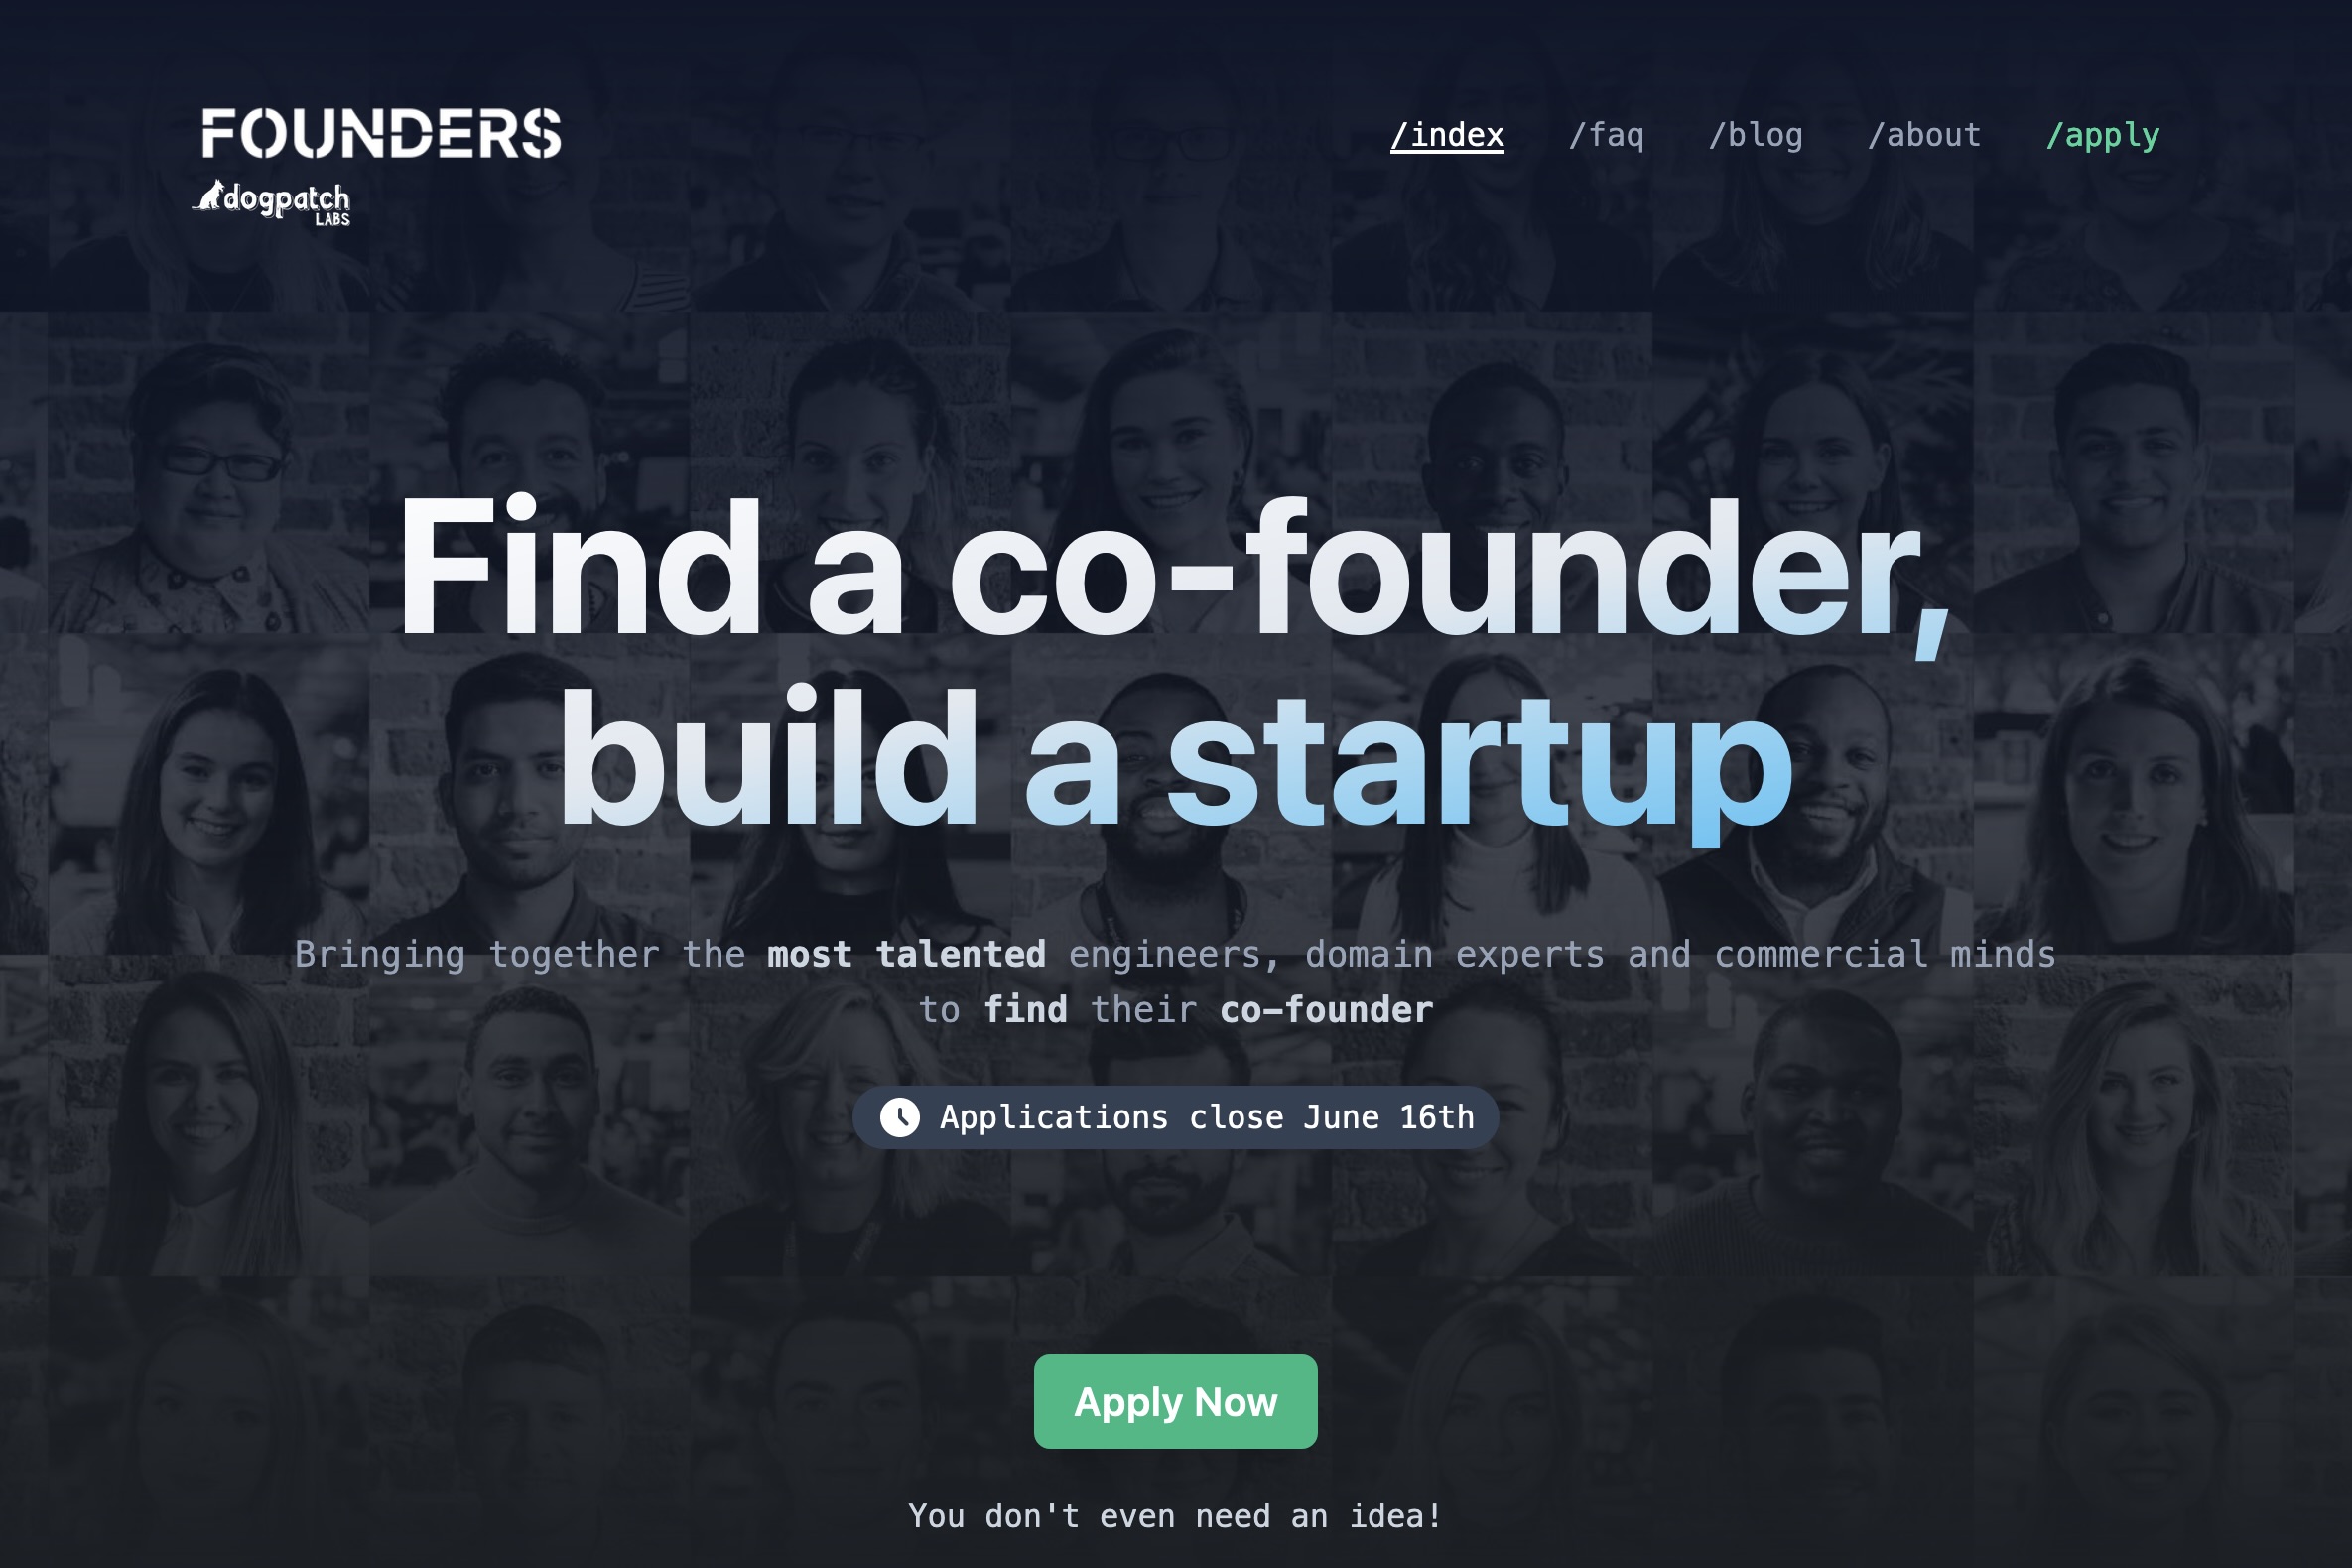 FOUNDERS
dogpatch
LABS
/index /faq /blog /about /apply
Find a co-founder,
build a startup
Bringing together the most talented engineers, domain experts and commercial minds
to find their co-founder
Applications close June 16th
Apply Now
You don't even need an idea!